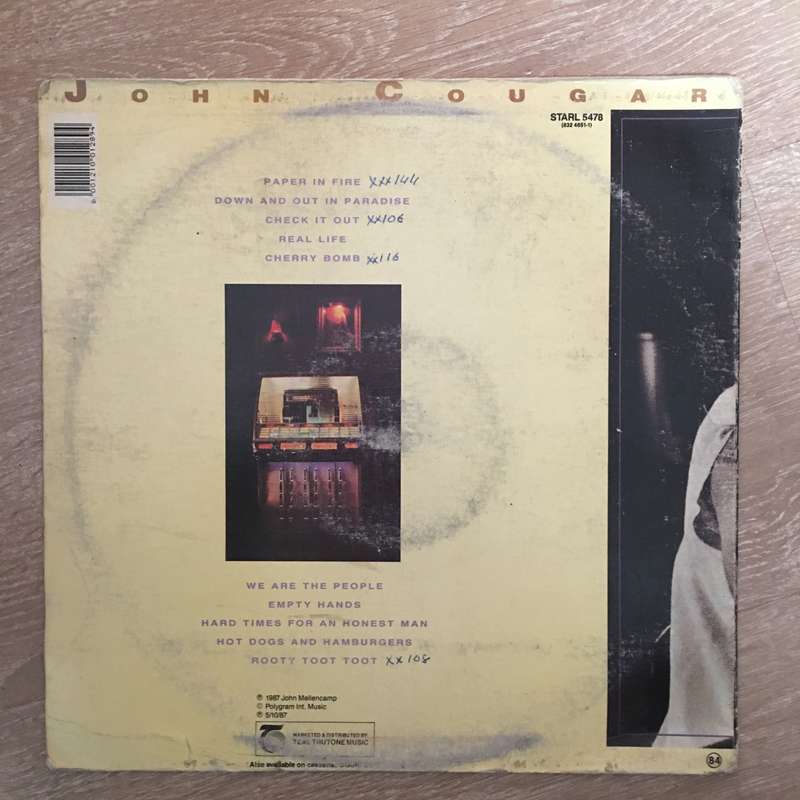 JOHN COUGAR
STARL 5478
(832 4651-1)
PAPER IN FIRE xxx144
DOWN AND OUT IN PARADISE
CHECK IT OUT xx106
REAL LIFE
CHERRY BOMB xx116
WE ARE THE PEOPLE
EMPTY HANDS
HARD TIMES FOR AN HONEST MAN
HOT DOGS AND HAMBURGERS
ROOTY TOOT TOOT xx108
℗ 1987 John Mellencamp
© Polygram Int. Music
℗ 5/10/87
MARKETED & DISTRIBUTED BY:
TEAL TRUTONE MUSIC
Also available on cassette
84